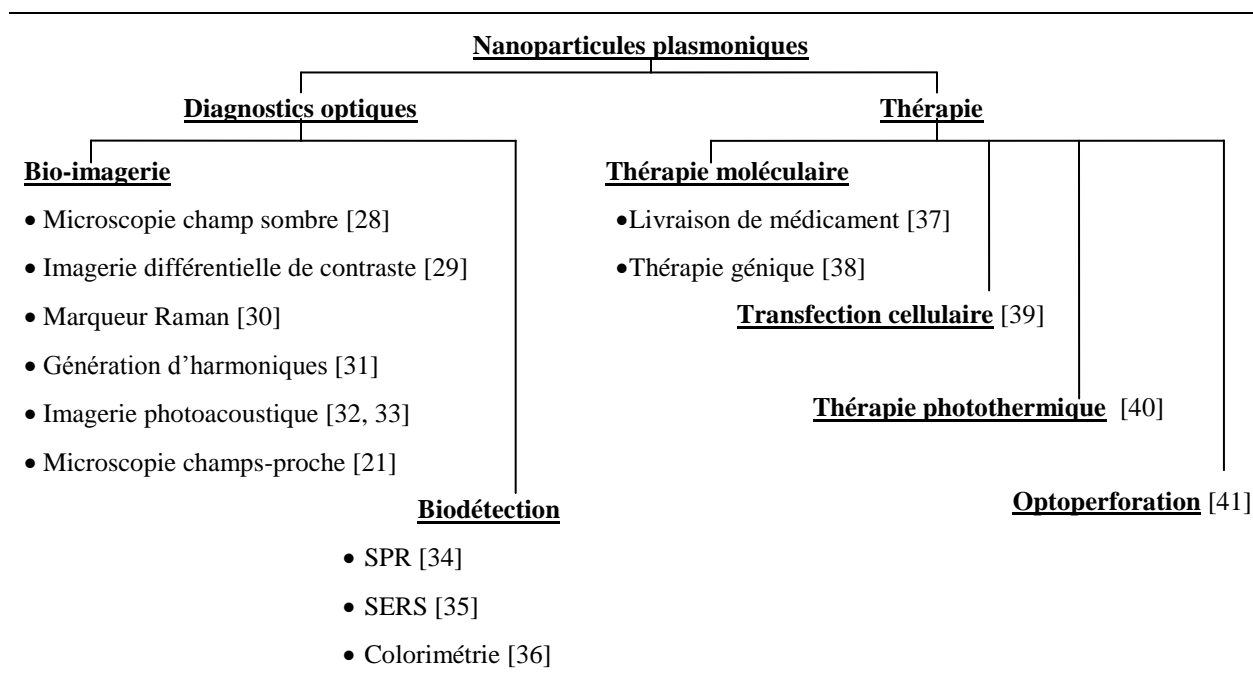 Nanoparticules plasmoniques
Diagnostics optiques
Thérapie
Bio-imagerie
• Microscopie champ sombre [28]
• Imagerie différentielle de contraste [29]
• Marqueur Raman [30]
• Génération d’harmoniques [31]
• Imagerie photoacoustique [32, 33]
• Microscopie champs-proche [21]
Biodétection
• SPR [34]
• SERS [35]
• Colorimétrie [36]
Thérapie moléculaire
•Livraison de médicament [37]
•Thérapie génique [38]
Transfection cellulaire [39]
Thérapie photothermique [40]
Optoperforation [41]